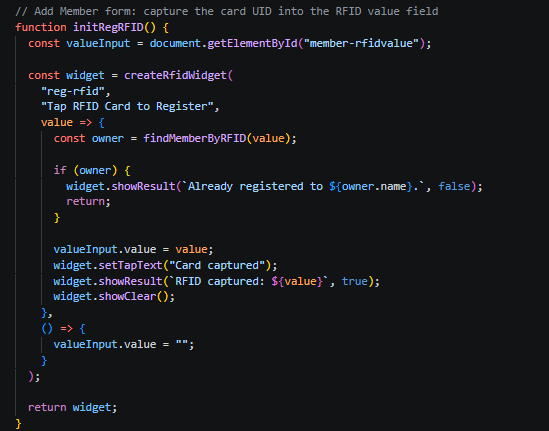 // Add Member form: capture the card UID into the RFID value field
function initRegRFID() {
  const valueInput = document.getElementById("member-rfidvalue");

  const widget = createRfidWidget(
    "reg-rfid",
    "Tap RFID Card to Register",
    value => {
      const owner = findMemberByRFID(value);

      if (owner) {
        widget.showResult(`Already registered to ${owner.name}.`, false);
        return;
      }

      valueInput.value = value;
      widget.setTapText("Card captured");
      widget.showResult(`RFID captured: ${value}`, true);
      widget.showClear();
    },
    () => {
      valueInput.value = "";
    }
  );

  return widget;
}